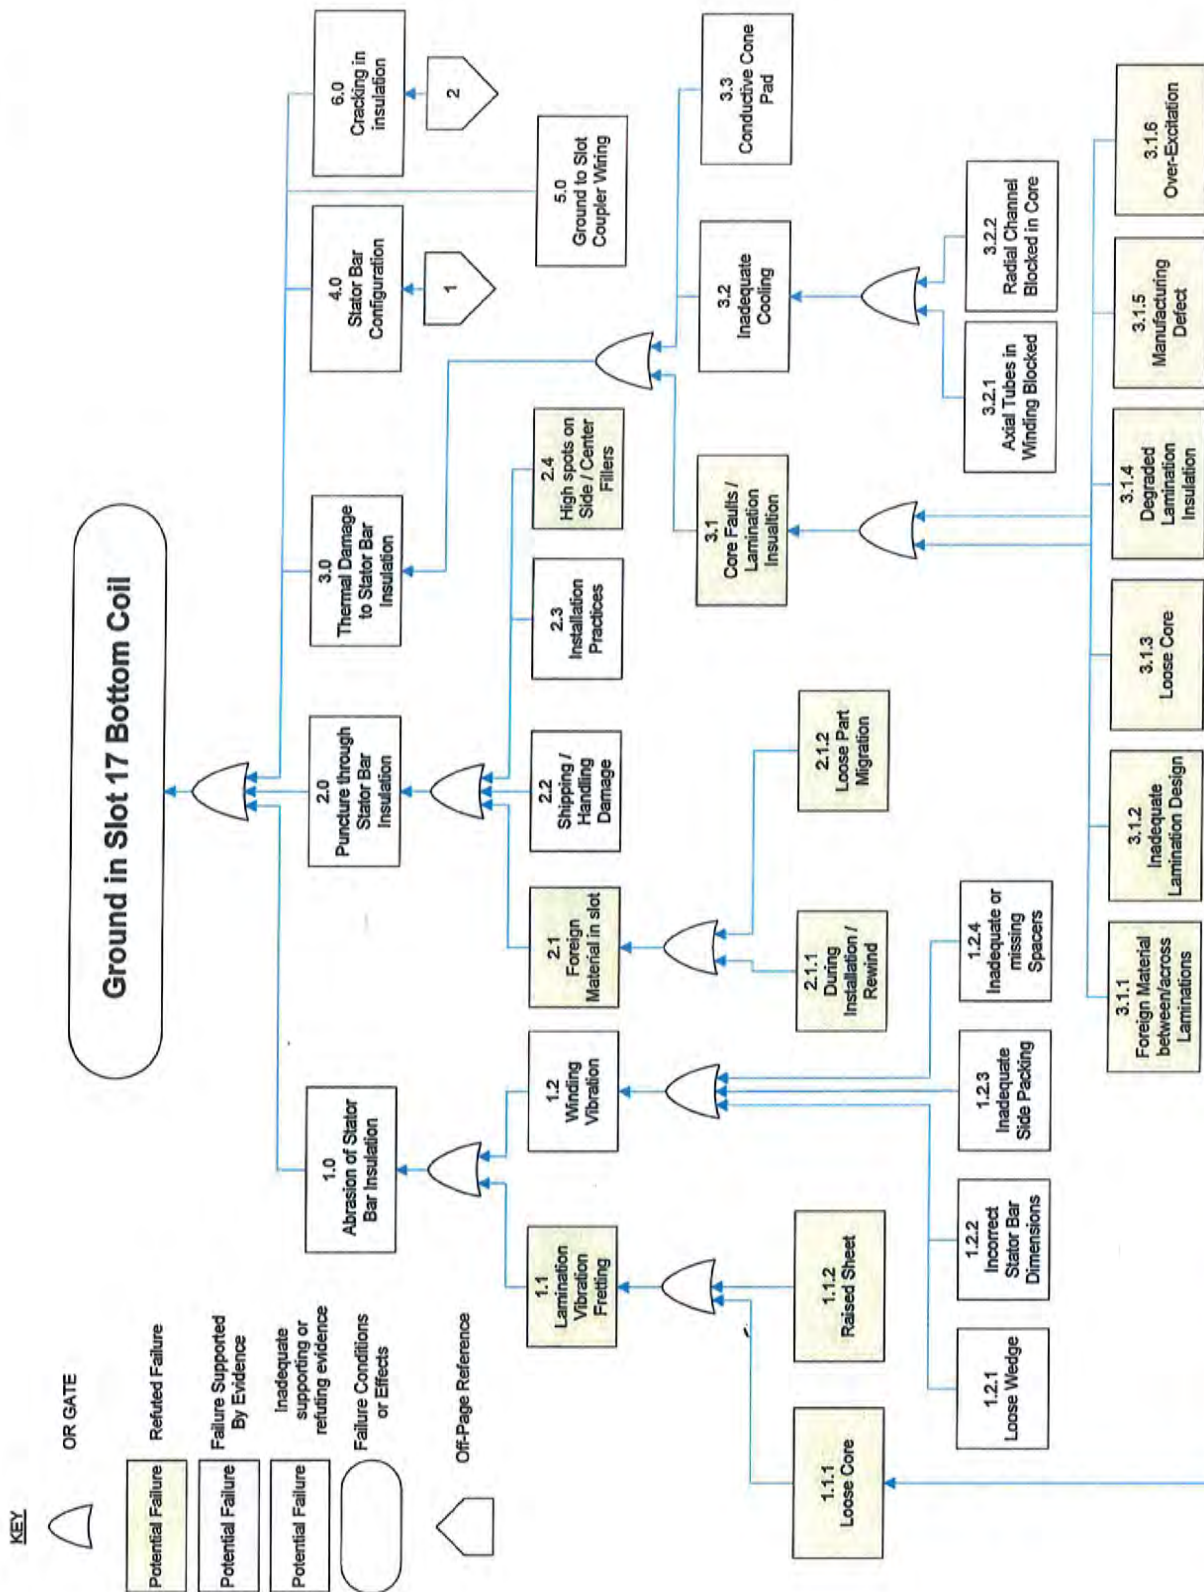 KEY
OR GATE
Potential Failure
Refuted Failure
Potential Failure
Failure Supported
By Evidence
Potential Failure
Inadequate
supporting or
refuting evidence
Failure Conditions
or Effects
Off-Page Reference
Ground in Slot 17 Bottom Coil
1.0
Abrasion of Stator
Bar Insulation
2.0
Puncture through
Stator Bar
Insulation
3.0
Thermal Damage
to Stator Bar
Insulation
4.0
Stator Bar
Configuration
1
6.0
Cracking in
insulation
2
5.0
Ground to Slot
Coupler Wiring
1.1
Lamination
Vibration
Fretting
1.2
Winding
Vibration
2.1
Foreign
Material in slot
2.2
Shipping /
Handling
Damage
2.3
Installation
Practices
2.4
High spots on
Side / Center
Fillers
3.1
Core Faults /
Lamination
Insualtion
3.2
Inadequate
Cooling
3.3
Conductive Cone
Pad
1.1.1
Loose Core
1.1.2
Raised Sheet
2.1.1
During
Installation /
Rewind
2.1.2
Loose Part
Migration
1.2.1
Loose Wedge
1.2.2
Incorrect
Stator Bar
Dimensions
1.2.3
Inadequate
Side Packing
1.2.4
Inadequate or
missing
Spacers
3.2.1
Axial Tubes in
Winding Blocked
3.2.2
Radial Channel
Blocked in Core
3.1.1
Foreign Material
between/across
Laminations
3.1.2
Inadequate
Lamination Design
3.1.3
Loose Core
3.1.4
Degraded
Lamination
Insulation
3.1.5
Manufacturing
Defect
3.1.6
Over-Excitation